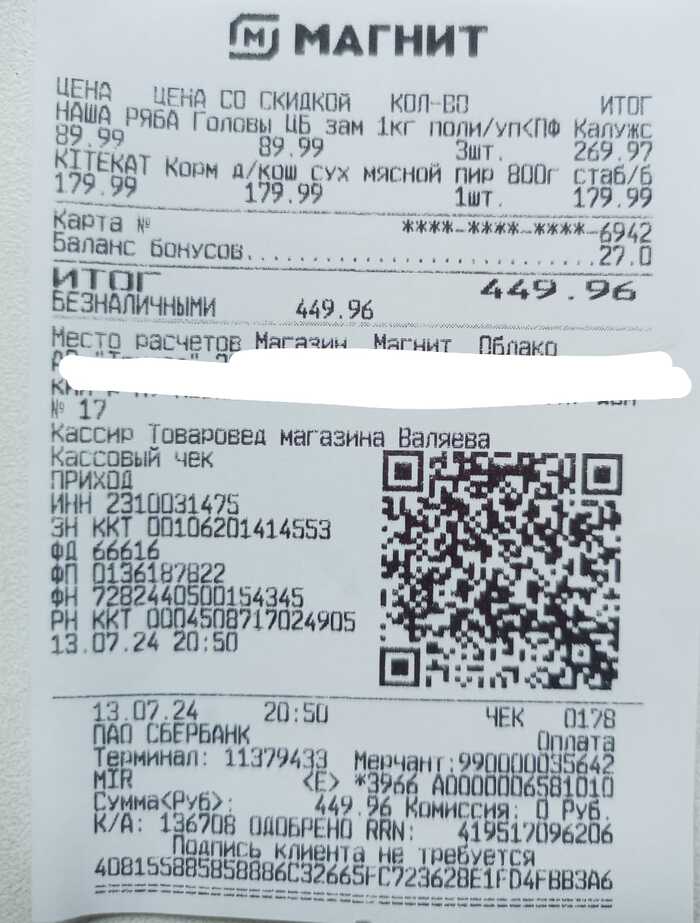 М МАГНИТ
ЦЕНА ЦЕНА СО СКИДКОЙ КОЛ-ВО ИТОГ
НАША РЯБА Головы ЦБ зам 1кг поли/уп<ПФ Калужс
89.99 89.99 3шт. 269.97
KITEKAT Корм д/кош сух мясной пир 800г стаб/б
179.99 179.99 1шт. 179.99
Карта № ****-****-****-6942
Баланс бонусов. 27.0
ИТОГ 449.96
БЕЗНАЛИЧНЫМИ 449.96
Место расчетов Магазин Магнит Облако
№ 17
Кассир Товаровед магазина Валяева
Кассовый чек
ПРИХОД
ИНН 2310031475
ЗН ККТ 00106201414553
ФД 66616
ФП 0136187822
ФН 7282440500154345
РН ККТ 0004508717024905
13.07.24 20:50
13.07.24 20:50 ЧЕК 0178
ПАО СБЕРБАНК Оплата
Терминал: 11379433 Мерчант:990000035642
MIR <E> *3966 A0000006581010
Сумма<Руб>: 449.96 Комиссия: 0 Руб.
К/А: 136708 ОДОБРЕНО RRN: 419517096206
Подпись клиента не требуется
408155885858886C32665FC723628E1FD4FBB3A6